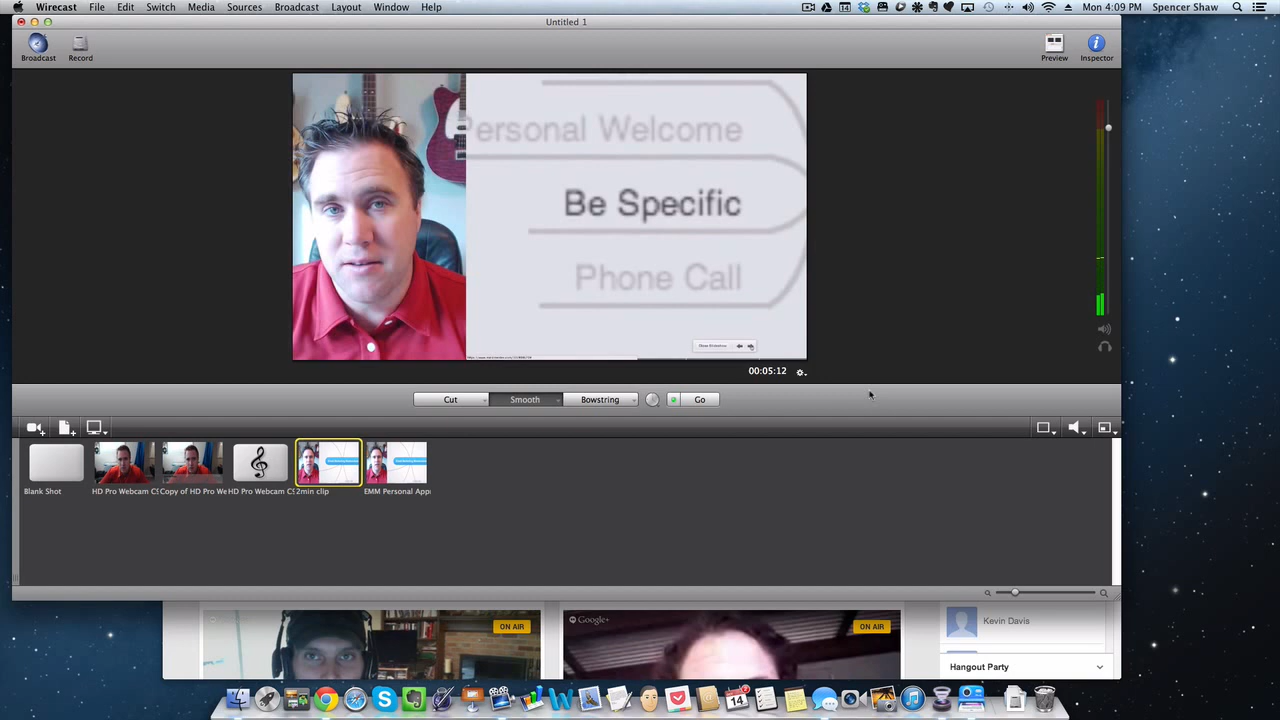 Wirecast File Edit Switch Media Sources Broadcast Layout Window Help
Mon 4:09 PM Spencer Shaw
Untitled 1
Broadcast Record
Preview Inspector
Personal Welcome
Be Specific
Phone Call
00:05:12
Cut Smooth Bowstring Go
Blank Shot HD Pro Webcam C Copy of HD Pro We HD Pro Webcam C 2min clip EMM Personal Appr
ON AIR
Google+
ON AIR
Kevin Davis
Hangout Party
14